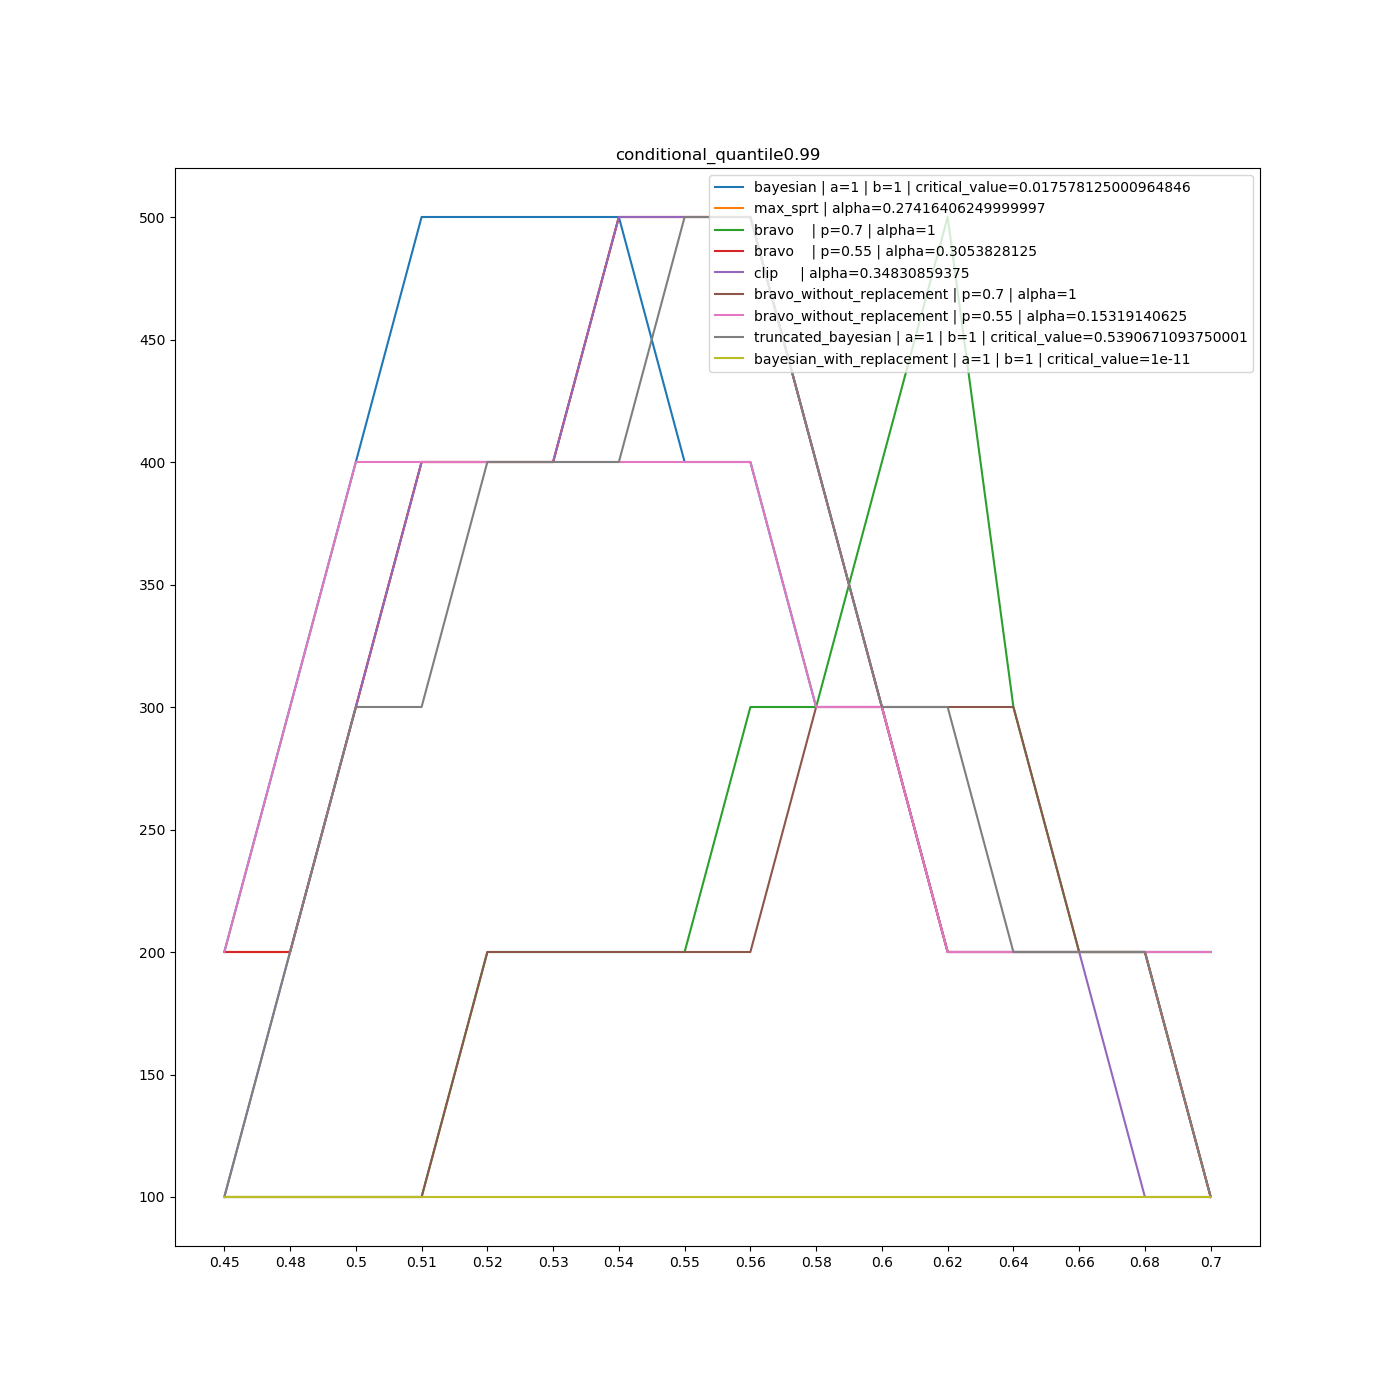 conditional_quantile0.99
bayesian | a=1 | b=1 | critical_value=0.017578125000964846
max_sprt | alpha=0.27416406249999997
bravo    | p=0.7 | alpha=1
bravo    | p=0.55 | alpha=0.3053828125
clip     | alpha=0.34830859375
bravo_without_replacement | p=0.7 | alpha=1
bravo_without_replacement | p=0.55 | alpha=0.15319140625
truncated_bayesian | a=1 | b=1 | critical_value=0.5390671093750001
bayesian_with_replacement | a=1 | b=1 | critical_value=1e-11
500
450
400
350
300
250
200
150
100
0.45 0.48 0.5 0.51 0.52 0.53 0.54 0.55 0.56 0.58 0.6 0.62 0.64 0.66 0.68 0.7